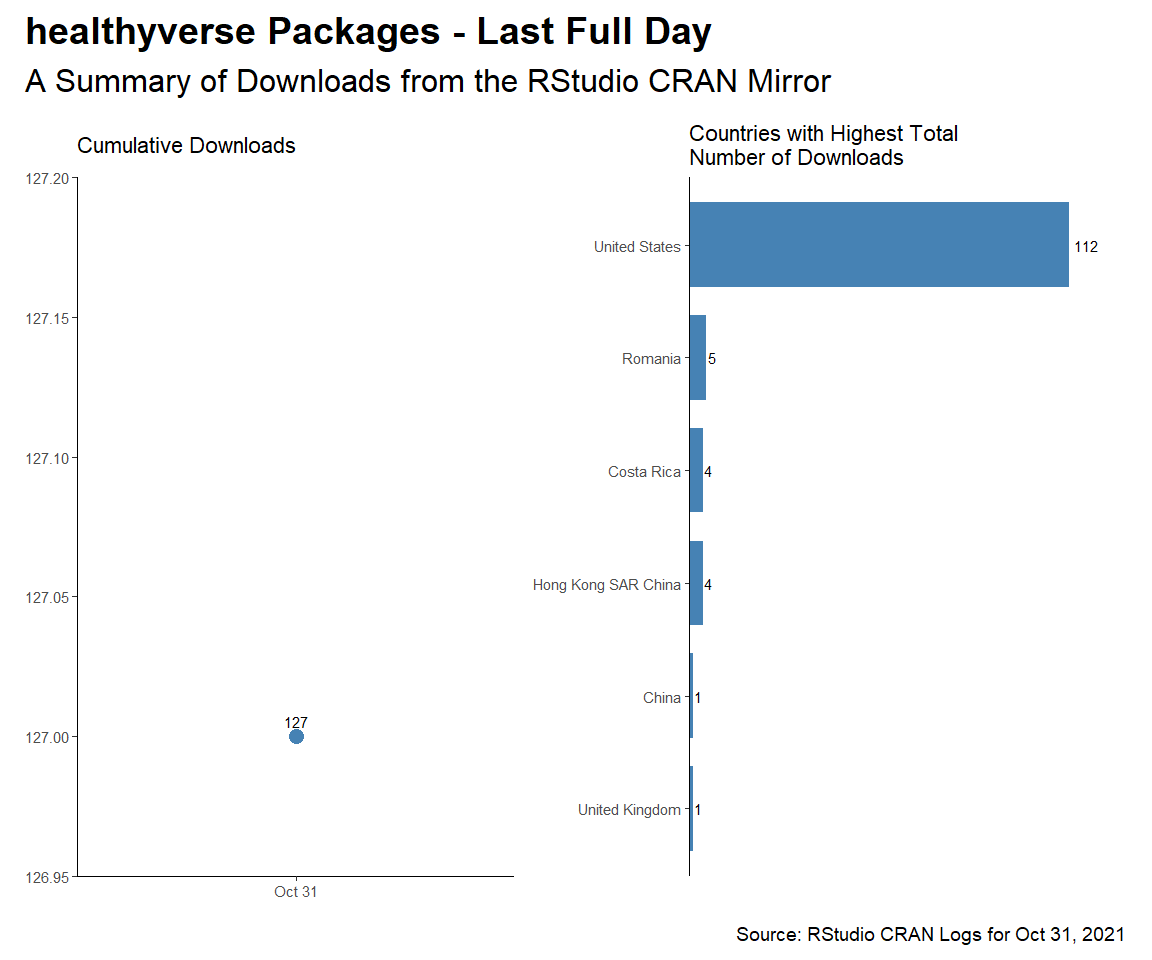 healthyverse Packages - Last Full Day
A Summary of Downloads from the RStudio CRAN Mirror
Cumulative Downloads
127.20
127.15
127.10
127.05
127.00
126.95
127
Oct 31
Countries with Highest Total
Number of Downloads
United States
112
Romania
5
Costa Rica
4
Hong Kong SAR China
4
China
1
United Kingdom
1
Source: RStudio CRAN Logs for Oct 31, 2021